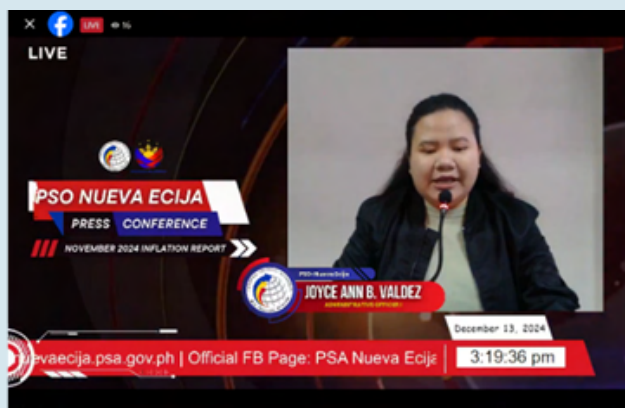 LIVE
16
LIVE
PSO NUEVA ECIJA
PRESS CONFERENCE
NOVEMBER 2024 INFLATION REPORT
PSO-Nueva Ecija
JOYCE ANN B. VALDEZ
ADMINISTRATIVE OFFICER I
December 13, 2024
nuevaecija.psa.gov.ph | Official FB Page: PSA Nueva Ecija
3:19:36 pm